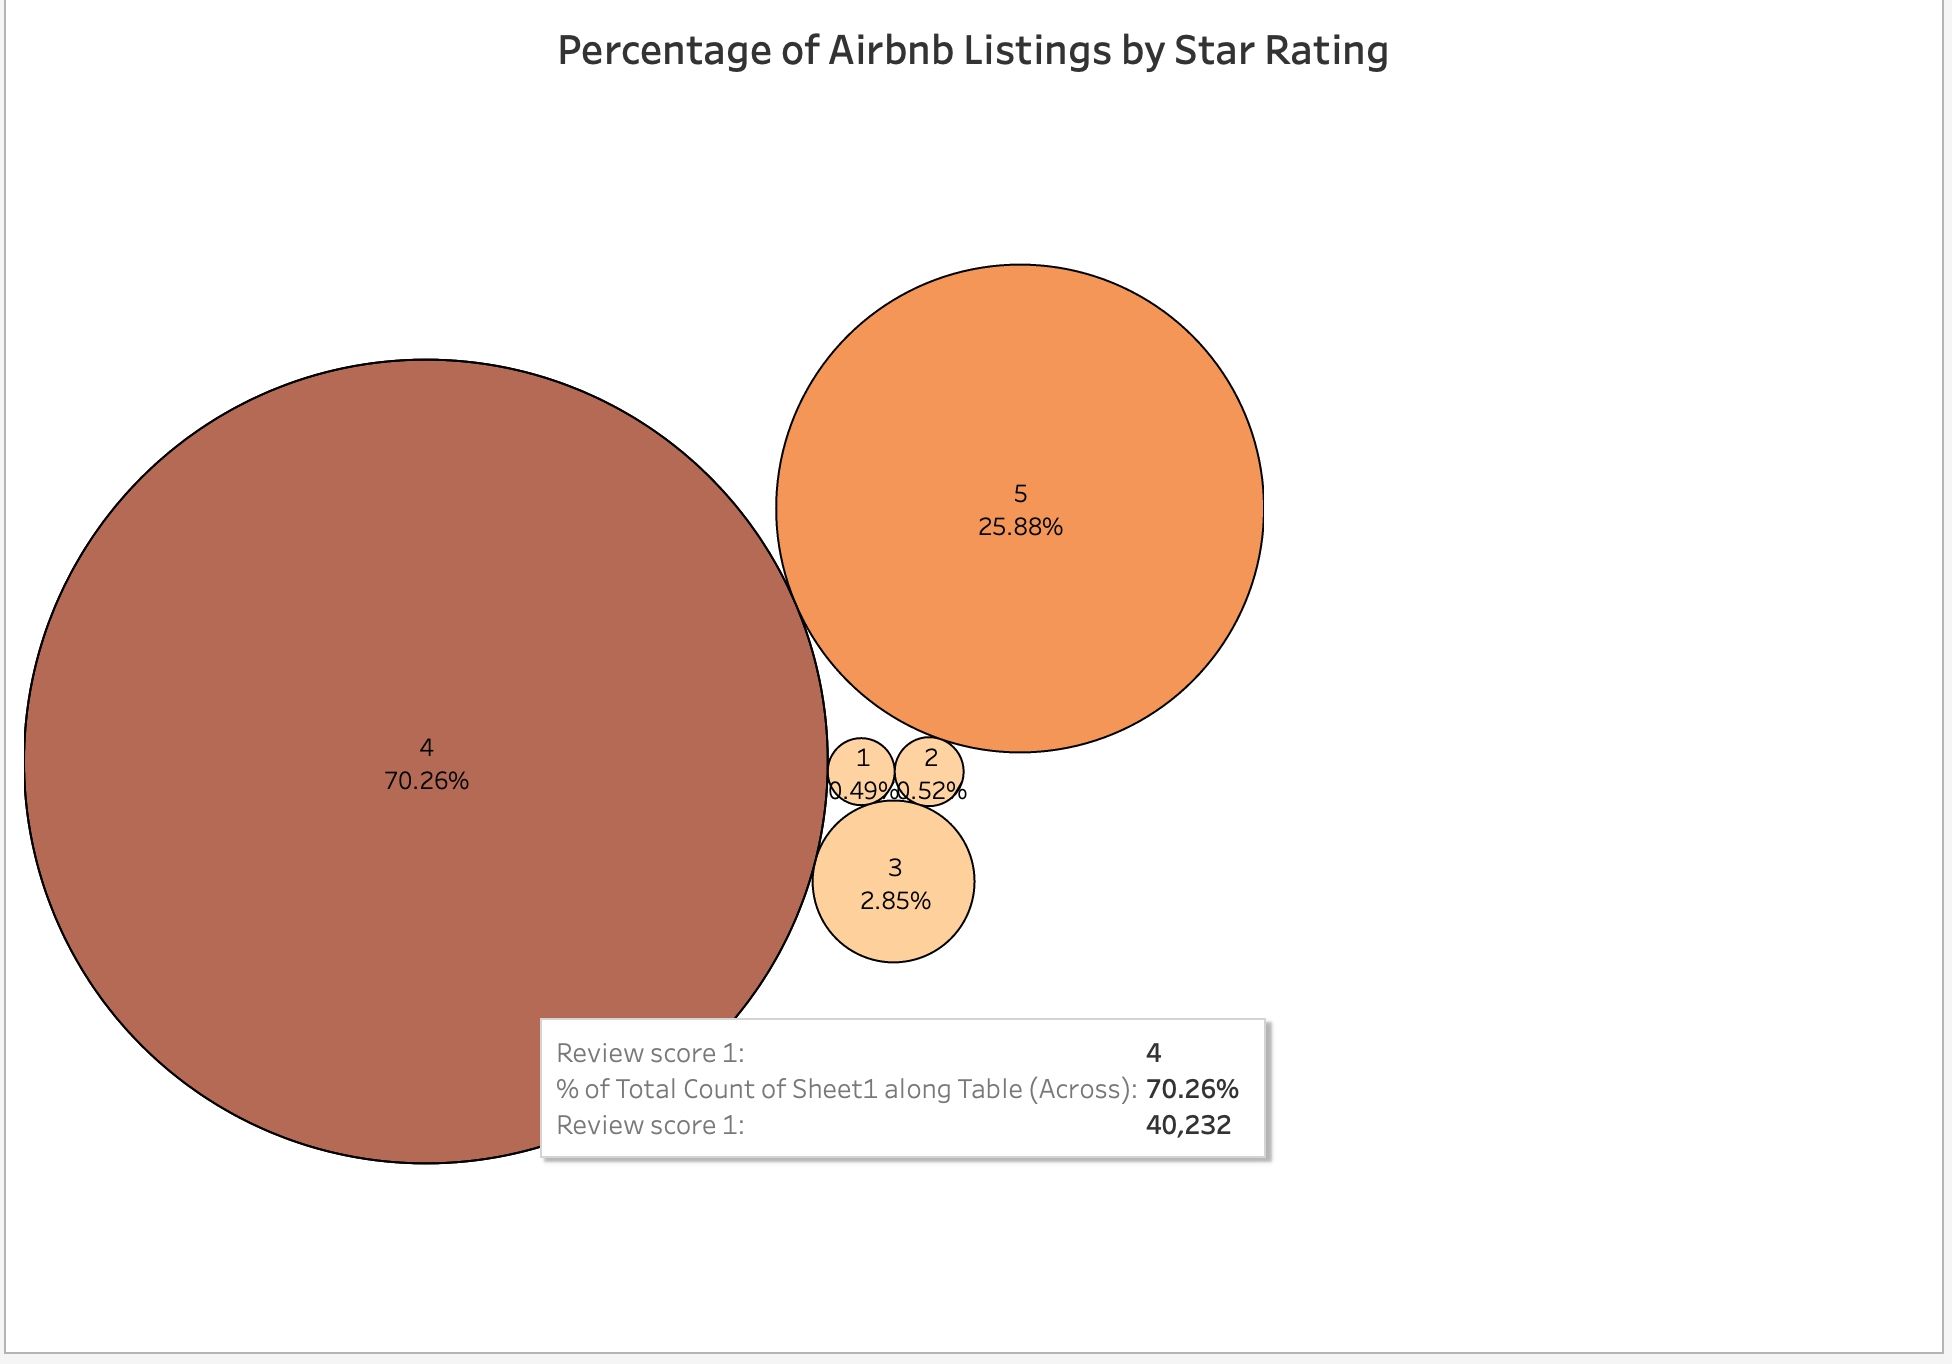 Percentage of Airbnb Listings by Star Rating
5
25.88%
4
70.26%
1
0.49%
2
0.52%
3
2.85%
Review score 1: 4
% of Total Count of Sheet1 along Table (Across): 70.26%
Review score 1: 40,232